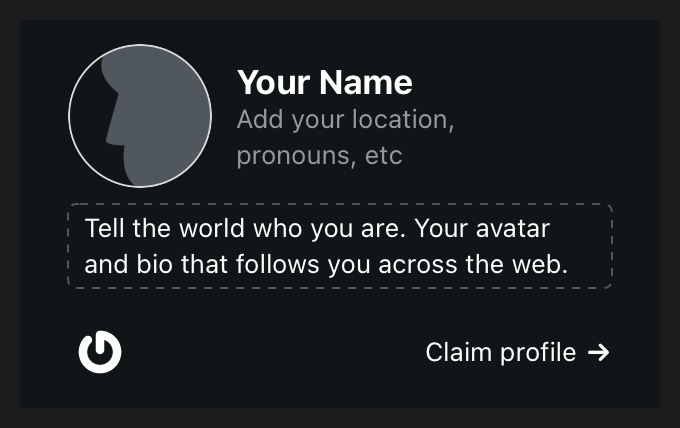 Your Name
Add your location,
pronouns, etc
Tell the world who you are. Your avatar
and bio that follows you across the web.
Claim profile →